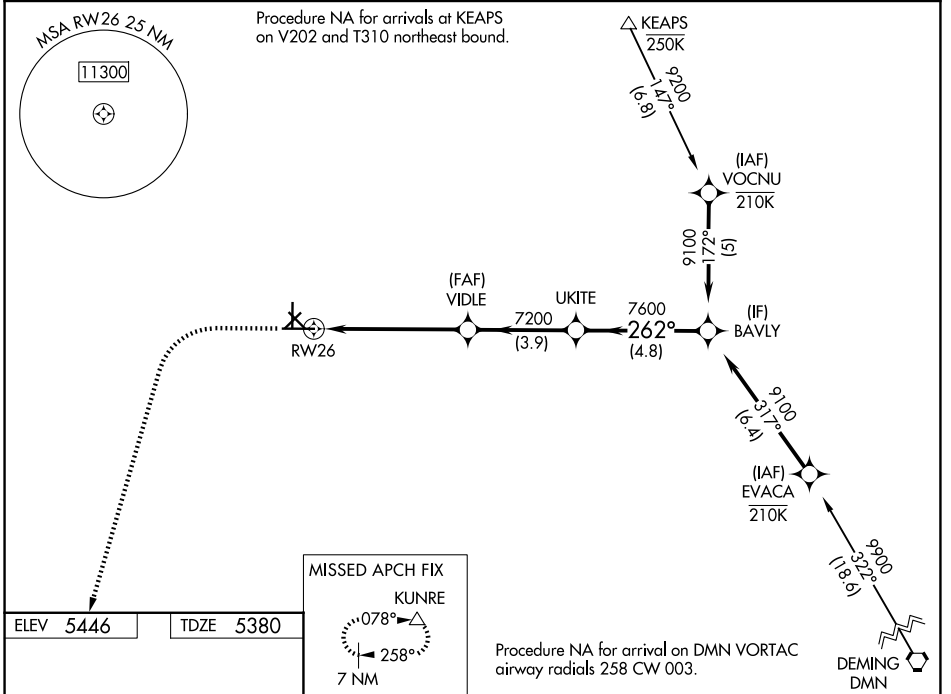 MSA RW26 25 NM
11300
Procedure NA for arrivals at KEAPS
on V202 and T310 northeast bound.
KEAPS
250K
9200
147°
(6.8)
(IAF)
VOCNU
210K
9100
172°
(5)
(FAF)
VIDLE
UKITE
7600
(IF)
BAVLY
7200
262°
(3.9)
(4.8)
RW26
9100
317°
(6.4)
(IAF)
EVACA
210K
9900
322°
(18.6)
MISSED APCH FIX
KUNRE
078°
258°
7 NM
ELEV 5446
TDZE 5380
Procedure NA for arrival on DMN VORTAC
airway radials 258 CW 003.
DEMING
DMN